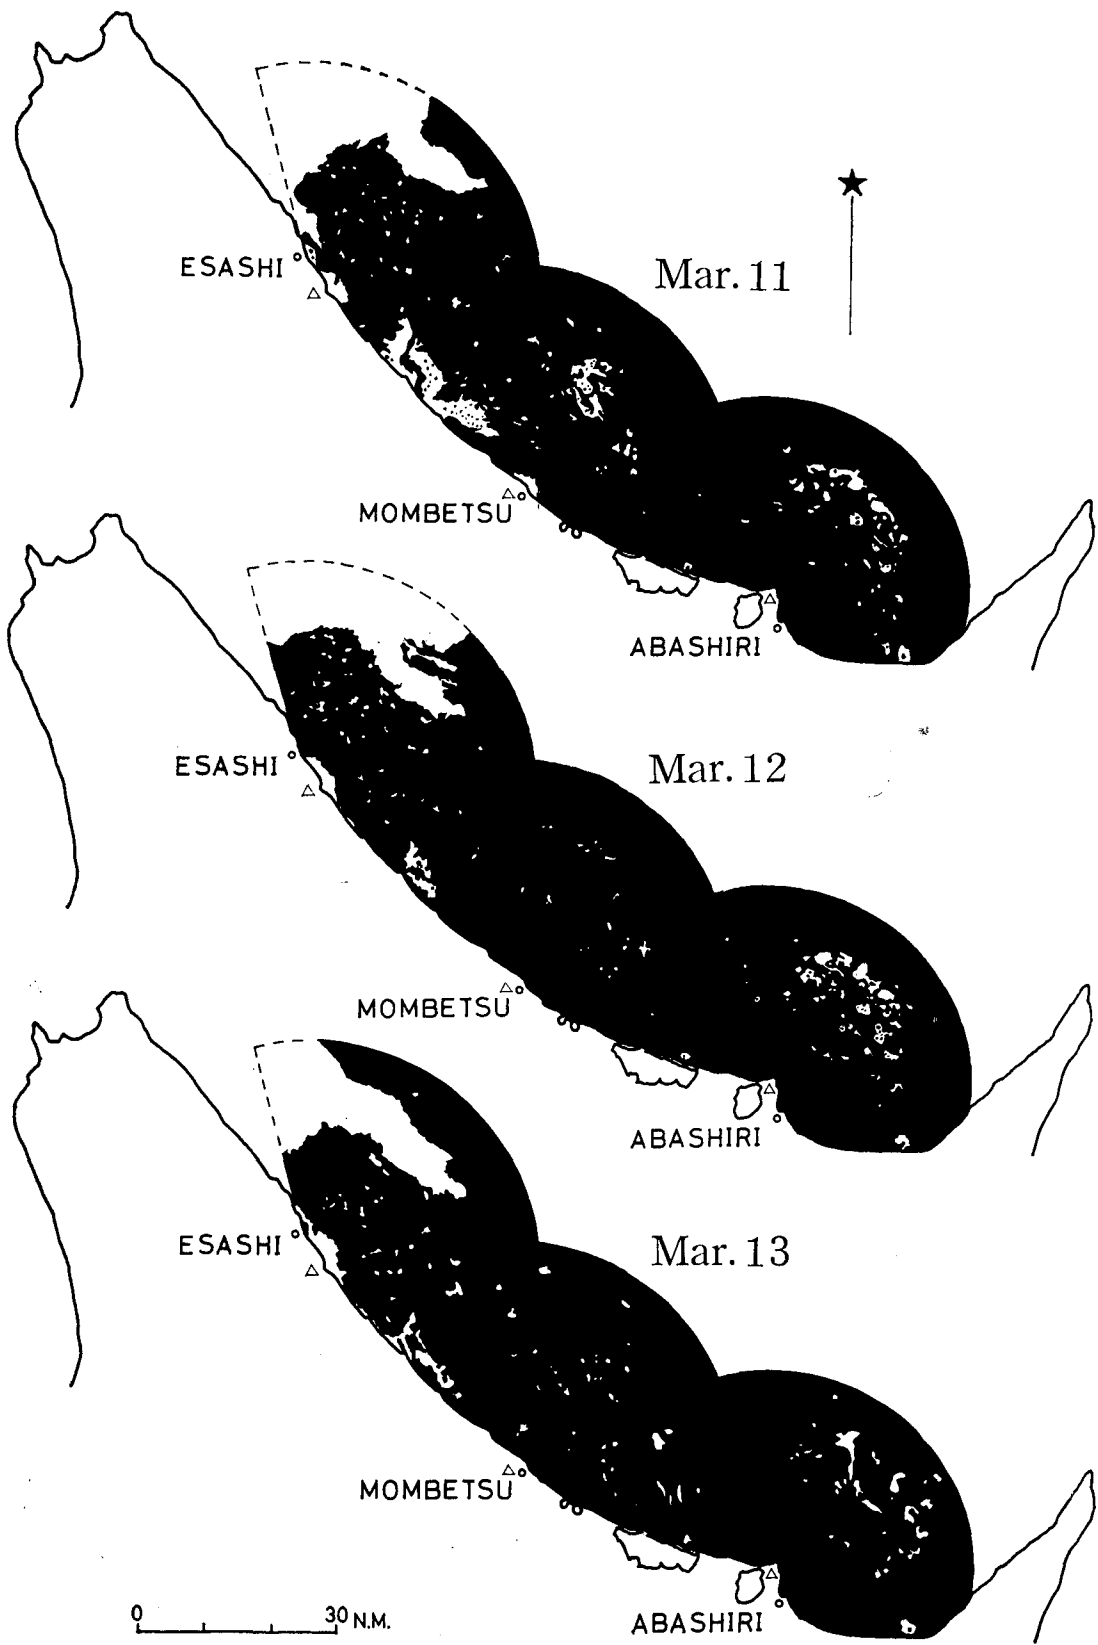 ESASHI
Mar. 11
MOMBETSU
ABASHIRI
ESASHI
Mar. 12
MOMBETSU
ABASHIRI
ESASHI
Mar. 13
MOMBETSU
ABASHIRI
0 30 N.M.